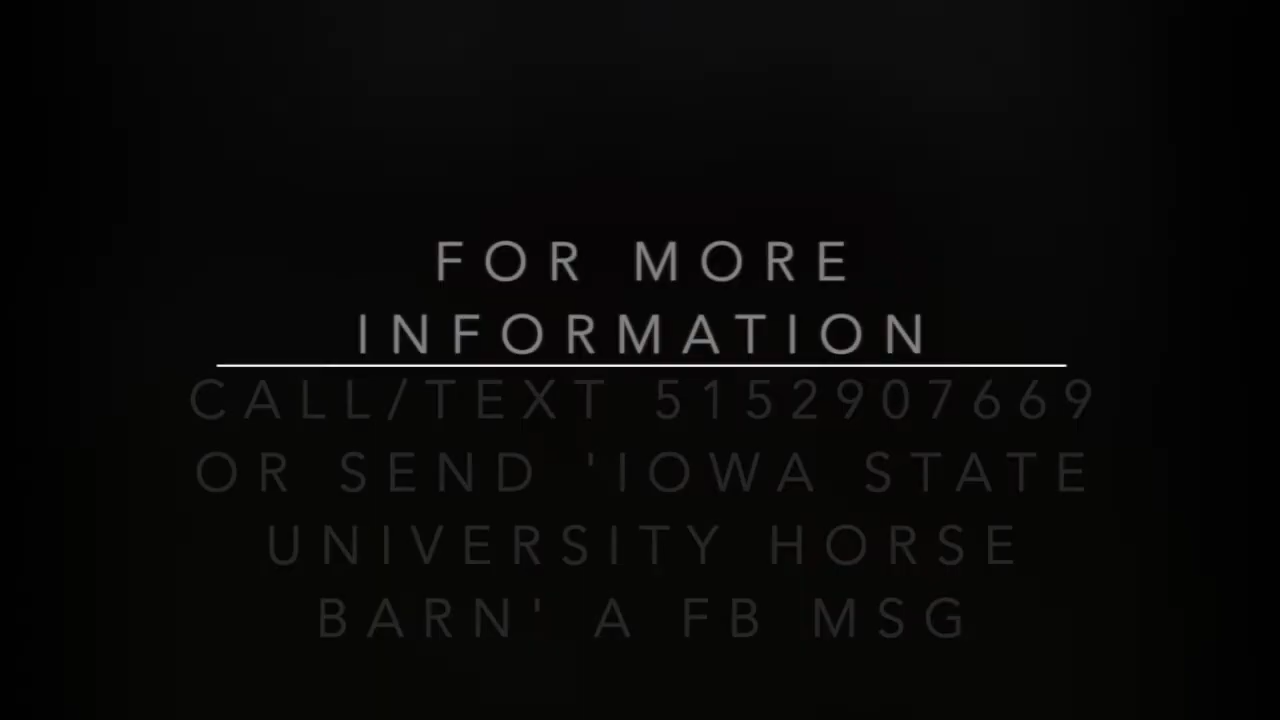 FOR MORE
INFORMATION
CALL/TEXT 5152907669
OR SEND 'IOWA STATE
UNIVERSITY HORSE
BARN' A FB MSG